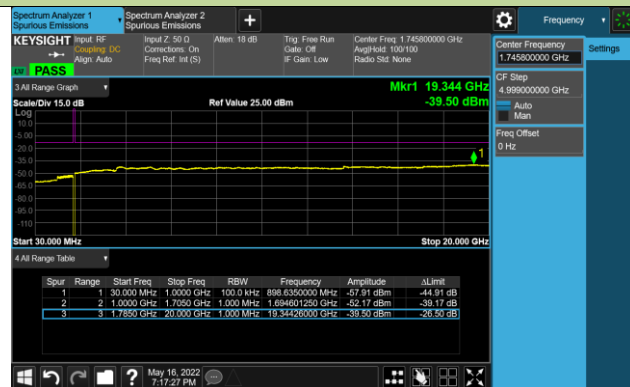 Spectrum Analyzer 1
Spurious Emissions
Spectrum Analyzer 2
Spurious Emissions
Frequency
KEYSIGHT
Input: RF
Coupling: DC
Align: Auto
Input Z: 50 Ω
Corrections: On
Freq Ref: Int (S)
Atten: 18 dB
Trig: Free Run
Gate: Off
IF Gain: Low
Center Freq: 1.745800000 GHz
Avg|Hold: 100/100
Radio Std: None
PASS
Center Frequency
1.745800000 GHz
Settings
CF Step
4.999000000 GHz
Auto
Man
Freq Offset
0 Hz
3 All Range Graph
Mkr1 19.344 GHz
-39.50 dBm
Scale/Div 15.0 dB
Ref Value 25.00 dBm
Log
10.0
-5.00
-20.0
-35.0
-50.0
-65.0
-80.0
-95.0
-110
1
Start 30.000 MHz
Stop 20.000 GHz
4 All Range Table
Spur Range Start Freq Stop Freq RBW Frequency Amplitude ΔLimit
1 1 30.000 MHz 1.0000 GHz 100.0 kHz 898.6350000 MHz -57.91 dBm -44.91 dB
2 2 1.0000 GHz 1.7050 GHz 1.000 MHz 1.694601250 GHz -52.17 dBm -39.17 dB
3 3 1.7850 GHz 20.000 GHz 1.000 MHz 19.34426000 GHz -39.50 dBm -26.50 dB
May 16, 2022
7:17:27 PM